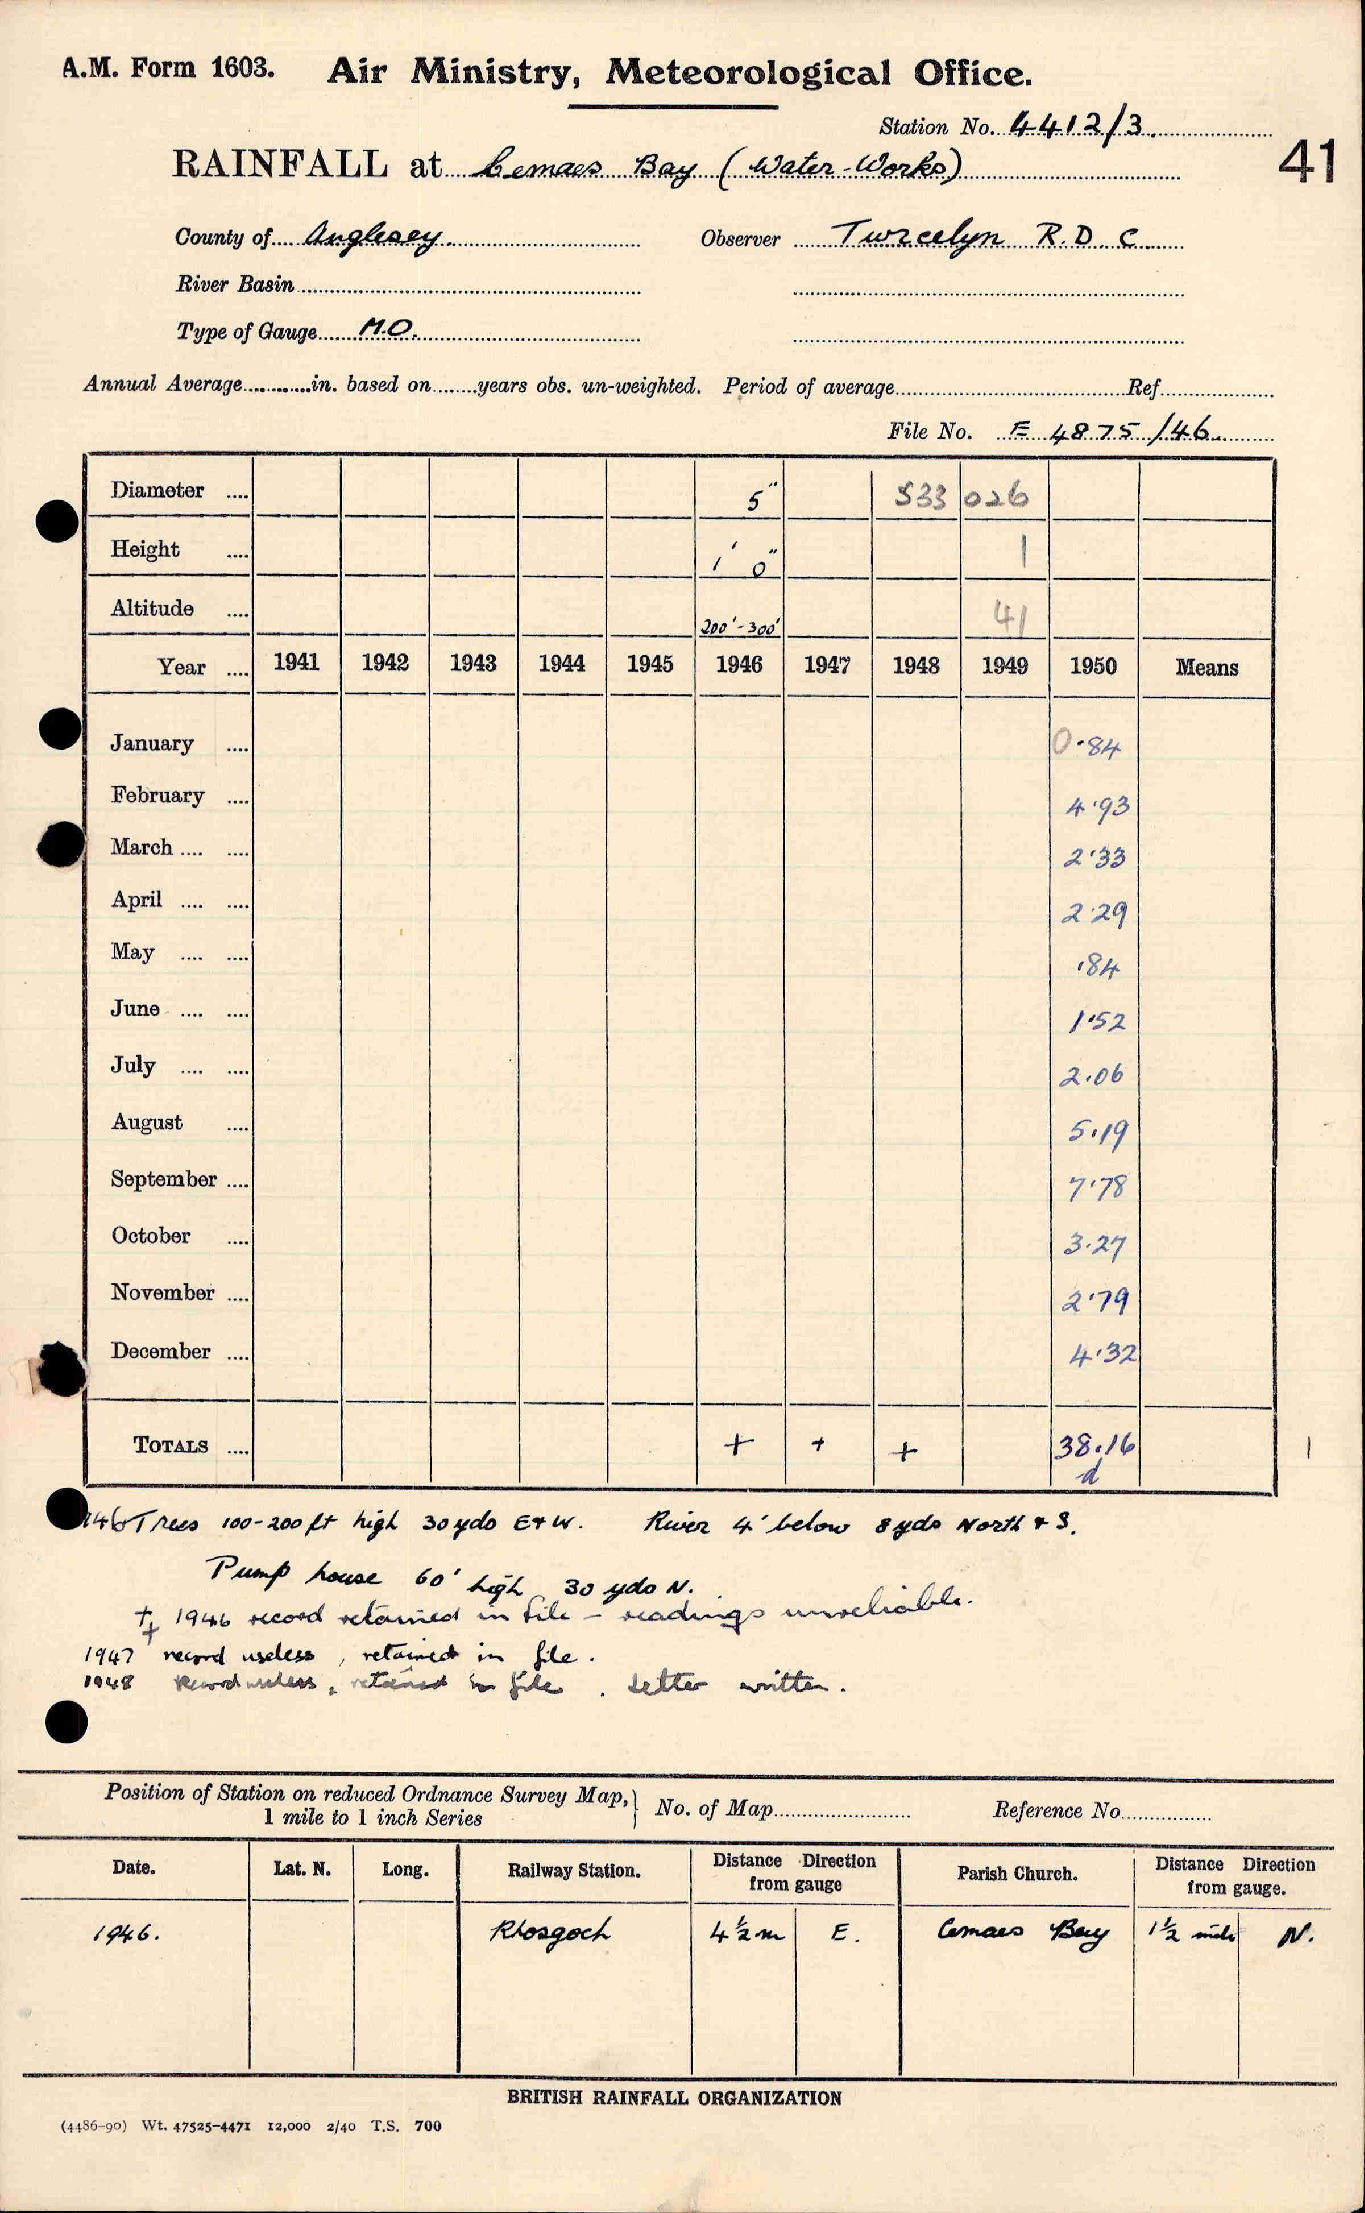 A.M. Form 1603. Air Ministry, Meteorological Office.
Station No. 4412/3.
41
RAINFALL at Cemaes Bay (Water-Works)
County of Anglesey. Observer Twrcelyn R.D.C
River Basin
Type of Gauge M.O.
Annual Average in. based on years obs. un-weighted. Period of average Ref.
File No. E 4875/46.
Diameter 5" 533 026
Height 1' 0" 1
Altitude 200'-300' 41
Year 1941 1942 1943 1944 1945 1946 1947 1948 1949 1950 Means
January 0.84
February 4.93
March 2.33
April 2.29
May .84
June 1.52
July 2.06
August 5.19
September 7.78
October 3.27
November 2.79
December 4.32
TOTALS + + + 38.16
d
1
46 Trees 100-200 ft high 30 yds E & W. River 4' below 8 yds North & S.
Pump house 60' high 30 yds N.
‡ 1946 record retained in file - readings unreliable.
1947 record useless, retained in file.
1948 Record useless, retained in file. Letter written.
Position of Station on reduced Ordnance Survey Map, 1 mile to 1 inch Series } No. of Map Reference No.
Date. Lat. N. Long. Railway Station. Distance Direction from gauge Parish Church. Distance Direction from gauge.
1946. Rhosgoch 4½ m E. Cemaes Bay 1½ mile N.
BRITISH RAINFALL ORGANIZATION
(4486-90) Wt. 47525-4471 12,000 2/40 T.S. 700